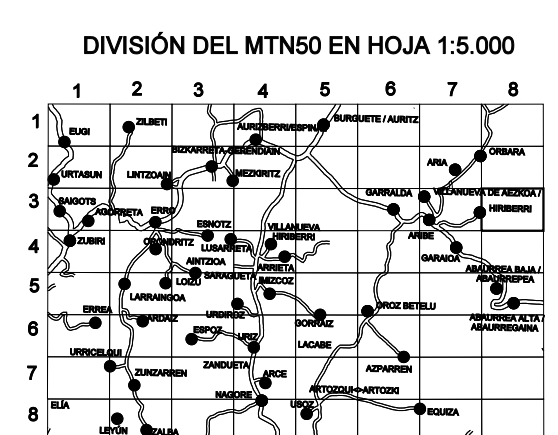 DIVISIÓN DEL MTN50 EN HOJA 1:5.000
1 2 3 4 5 6 7 8
1
ZILBETI
BURGUETE / AURITZ
AURIZBERRI/ESPINAL
EUGI
2
BIZKARRETA-GERENDIAIN
ORBARA
ARIA
URTASUN
LINTZOAIN
MEZKIRITZ
3
GARRALDA
VILLANUEVA DE AEZKOA /
HIRIBERRI
SAIGOTS
AGORRETA
ERRO
ESNOTZ
VILLANUEVA
HIRIBERRI
ARIBE
4
ZUBIRI
ODONDRITZ
LUSARRETA
GARAIOA
AINTZIOA
ARRIETA
ABAURREA BAJA /
ABAURREPEA
SARAGUETA
5
LOIZU
IMIZCOZ
LARRAINGOA
URDIROZ
OROZ BETELU
ERREA
ABAURREA ALTA /
ABAURREGAINA
6
ARDAIZ
ESPOZ
URIZ
GORRAIZ
LACABE
URRICELQUI
ZANDUETA
AZPARREN
7
ZUNZARREN
ARCE
ARTOZQUI<>ARTOZKI
NAGORE
ELÍA
USOZ
EQUIZA
8
LEYÚN
ZALBA